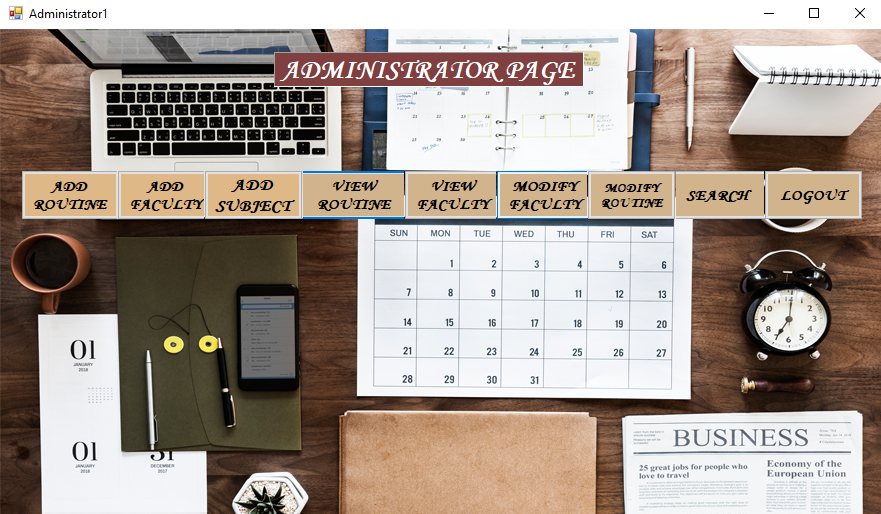 Administrator1
ADMINISTRATOR PAGE
ADD ROUTINE
ADD FACULTY
ADD SUBJECT
VIEW ROUTINE
VIEW FACULTY
MODIFY FACULTY
MODIFY ROUTINE
SEARCH
LOGOUT
SUN MON TUE WED THU FRI SAT
1 2 3 4 5 6
7 8 9 10 11 12 13
14 15 16 17 18 19 20
21 22 23 24 25 26 27
28 29 30 31
01
JANUARY
2018
01
JANUARY
2018
31
DECEMBER
2017
BUSINESS
25 great jobs for people who
love to travel
Economy of the
European Union